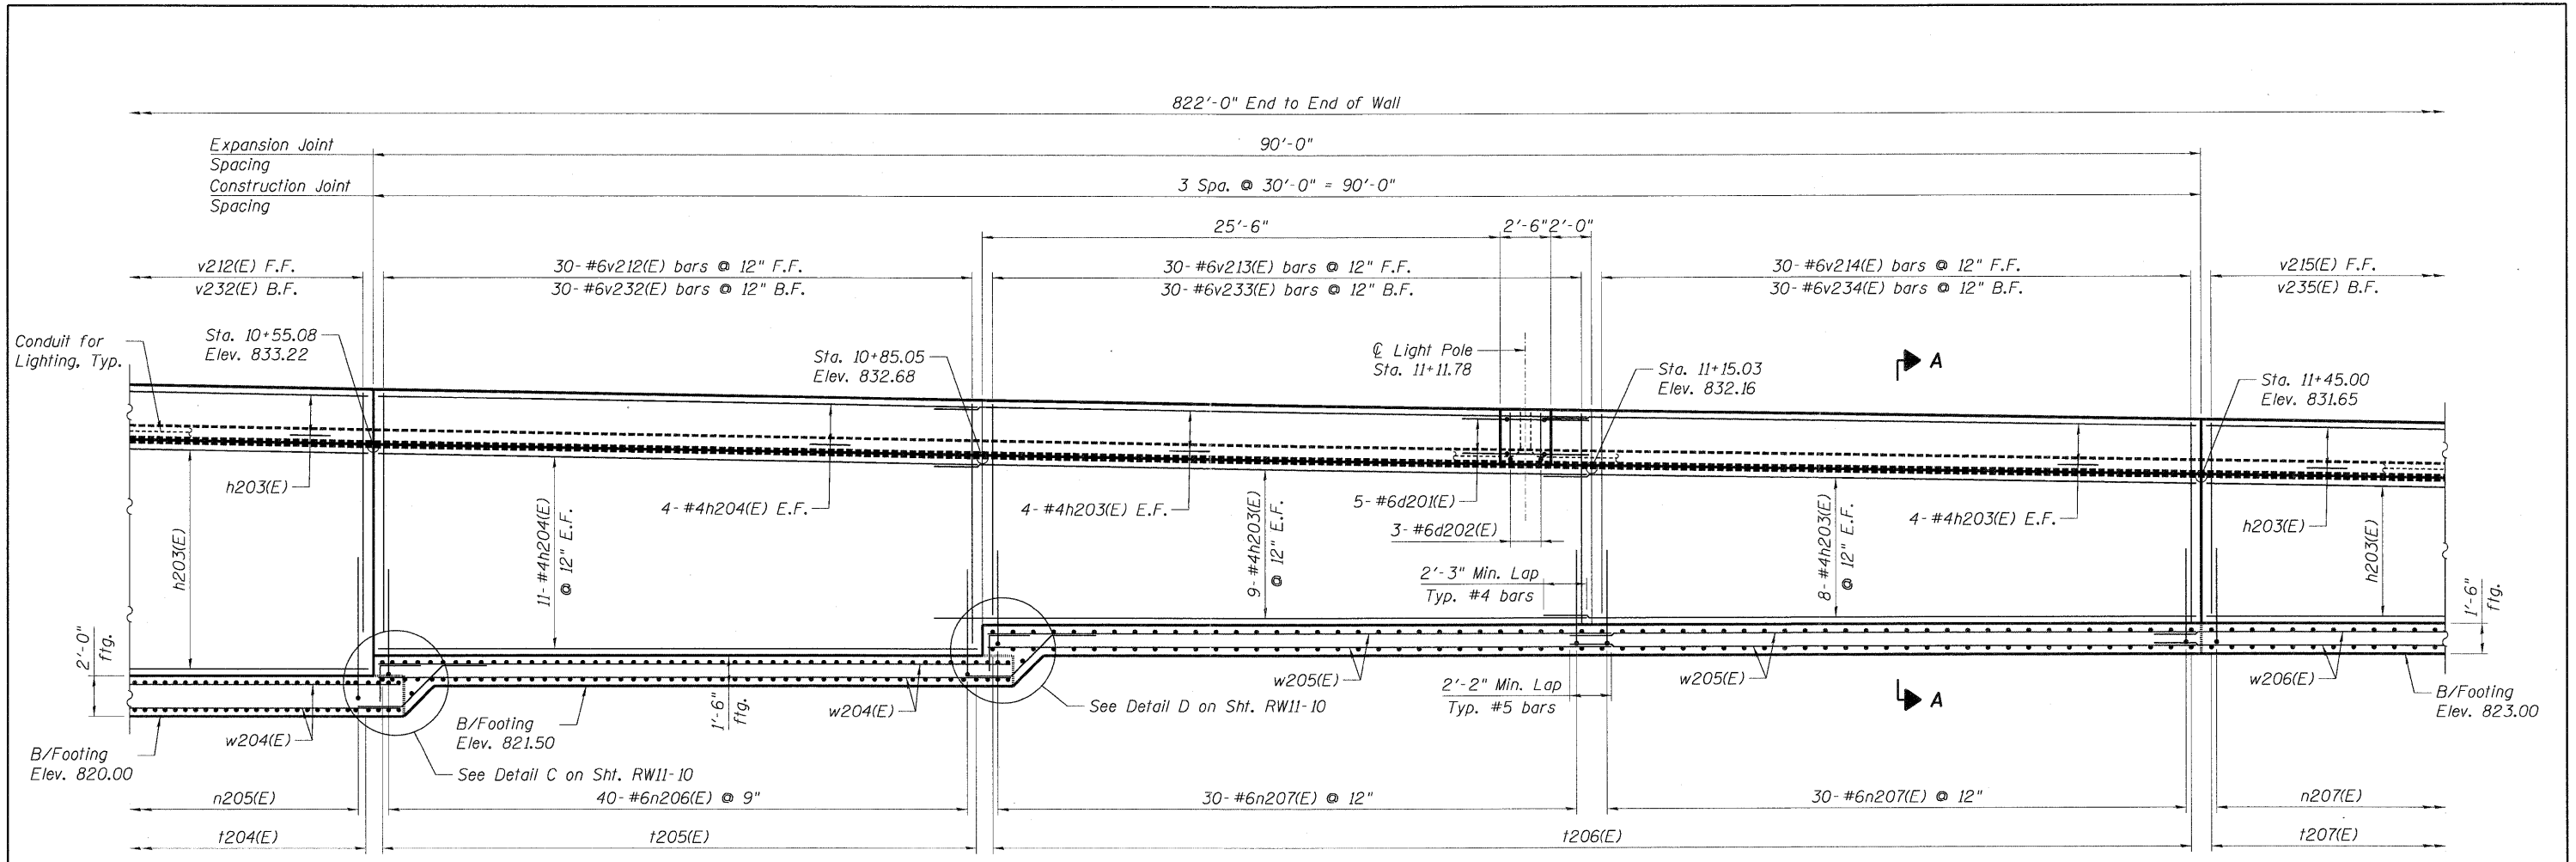 822'-0" End to End of Wall
Expansion Joint
Spacing
90'-0"
Construction Joint
Spacing
3 Spa. @ 30'-0" = 90'-0"
25'-6"
2'-6"
2'-0"
v212(E) F.F.
v232(E) B.F.
30-#6v212(E) bars @ 12" F.F.
30-#6v232(E) bars @ 12" B.F.
30-#6v213(E) bars @ 12" F.F.
30-#6v233(E) bars @ 12" B.F.
30-#6v214(E) bars @ 12" F.F.
30-#6v234(E) bars @ 12" B.F.
v215(E) F.F.
v235(E) B.F.
Conduit for
Lighting, Typ.
Sta. 10+55.08
Elev. 833.22
Sta. 10+85.05
Elev. 832.68
℄ Light Pole
Sta. 11+11.78
Sta. 11+15.03
Elev. 832.16
A
Sta. 11+45.00
Elev. 831.65
h203(E)
4-#4h204(E) E.F.
4-#4h203(E) E.F.
5-#6d201(E)
3-#6d202(E)
4-#4h203(E) E.F.
h203(E)
h203(E)
11-#4h204(E)
@ 12" E.F.
9-#4h203(E)
@ 12" E.F.
2'-3" Min. Lap
Typ. #4 bars
8-#4h203(E)
@ 12" E.F.
h203(E)
1'-6"
ftg.
2'-0"
ftg.
w204(E)
B/Footing
Elev. 820.00
B/Footing
Elev. 821.50
1'-6"
ftg.
w204(E)
See Detail C on Sht. RW11-10
See Detail D on Sht. RW11-10
w205(E)
2'-2" Min. Lap
Typ. #5 bars
w205(E)
A
w206(E)
B/Footing
Elev. 823.00
n205(E)
40-#6n206(E) @ 9"
30-#6n207(E) @ 12"
30-#6n207(E) @ 12"
n207(E)
t204(E)
t205(E)
t206(E)
t207(E)